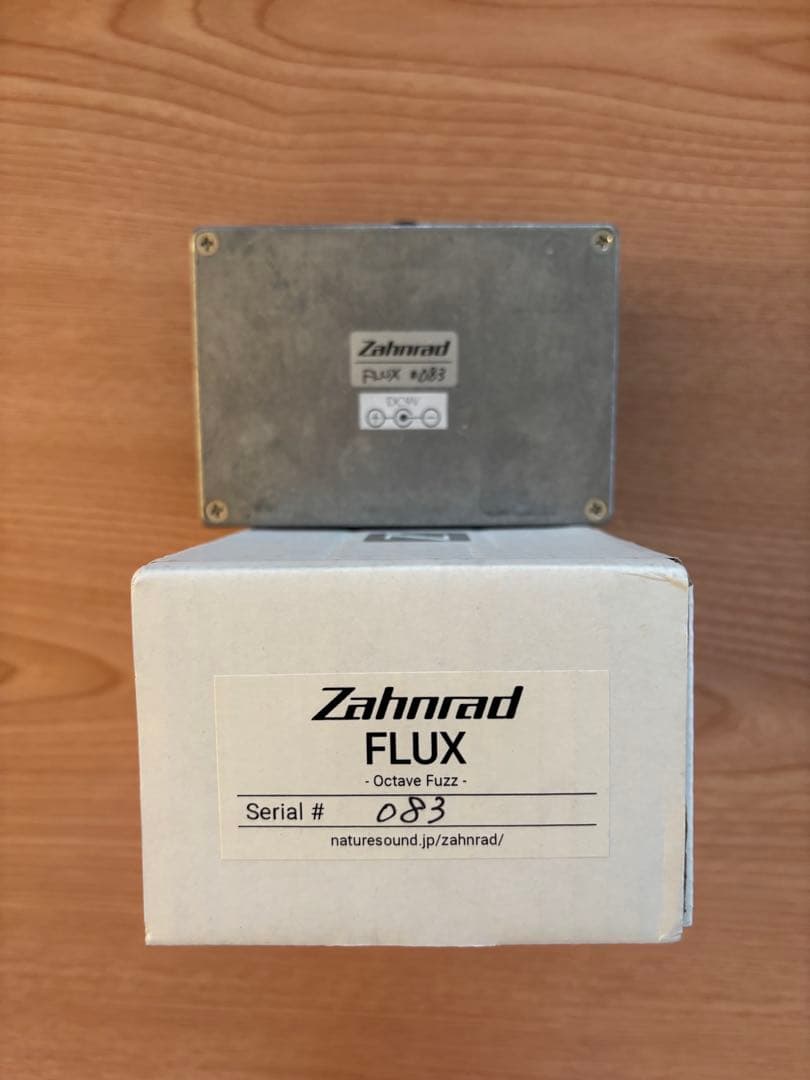 Zahnrad
FLUX #083
DC9V
+ -
Zahnrad
FLUX
- Octave Fuzz -
Serial # 083
naturesound.jp/zahnrad/